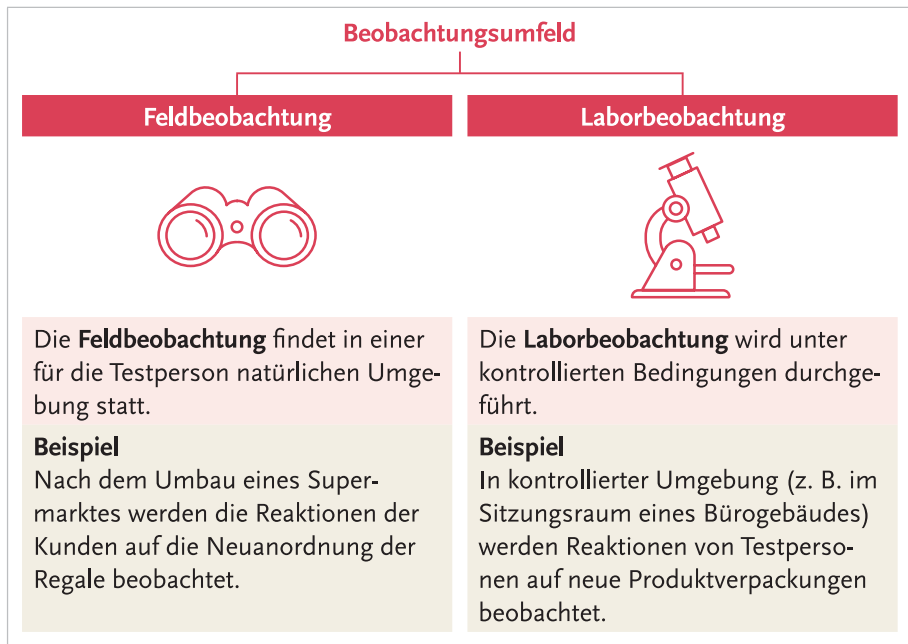 Beobachtungsumfeld
Feldbeobachtung
Laborbeobachtung
Die Feldbeobachtung findet in einer
für die Testperson natürlichen Umge-
bung statt.
Beispiel
Nach dem Umbau eines Super-
marktes werden die Reaktionen der
Kunden auf die Neuanordnung der
Regale beobachtet.
Die Laborbeobachtung wird unter
kontrollierten Bedingungen durchge-
führt.
Beispiel
In kontrollierter Umgebung (z. B. im
Sitzungsraum eines Bürogebäudes)
werden Reaktionen von Testperso-
nen auf neue Produktverpackungen
beobachtet.